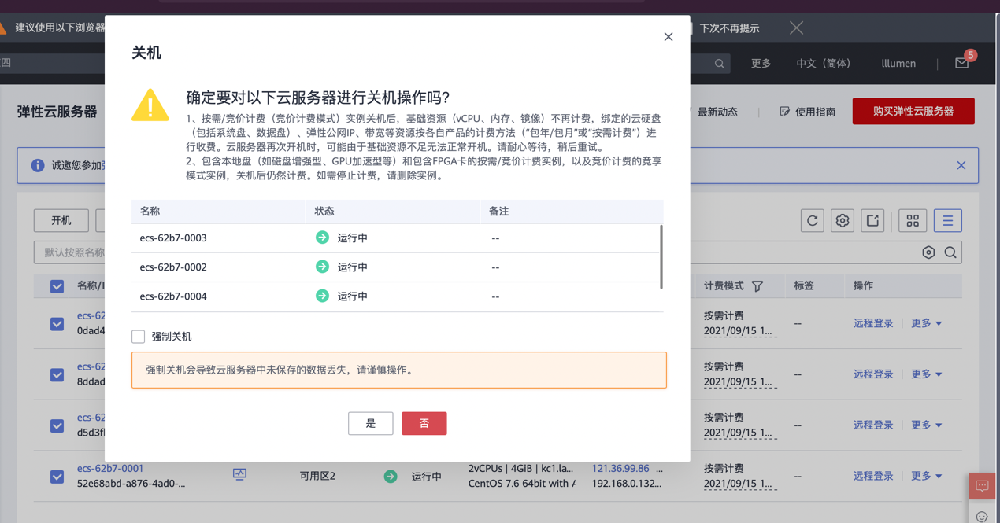 建议使用以下浏览器
下次不再提示
四
更多
中文（简体）
lllumen
5
弹性云服务器
最新动态
使用指南
购买弹性云服务器
诚邀您参加
关机
确定要对以下云服务器进行关机操作吗?
1、按需/竞价计费（竞价计费模式）实例关机后，基础资源（vCPU、内存、镜像）不再计费，绑定的云硬盘
（包括系统盘、数据盘）、弹性公网IP、带宽等资源按各自产品的计费方法（“包年/包月”或“按需计费”）进
行收费。云服务器再次开机时，可能由于基础资源不足无法正常开机。请耐心等待，稍后重试。
2、包含本地盘（如磁盘增强型、GPU加速型等）和包含FPGA卡的按需/竞价计费实例，以及竞价计费的竞享
模式实例，关机后仍然计费。如需停止计费，请删除实例。
名称 状态 备注
ecs-62b7-0003 运行中 --
ecs-62b7-0002 运行中 --
ecs-62b7-0004 运行中 --
强制关机
强制关机会导致云服务器中未保存的数据丢失，请谨慎操作。
是 否
开机
默认按照名称
名称/I
计费模式 标签 操作
ecs-62
按需计费
0dad4
2021/09/15 1...
-- 远程登录 更多
ecs-62
按需计费
8ddad
2021/09/15 1...
-- 远程登录 更多
ecs-62
按需计费
d5d3f
2021/09/15 1...
-- 远程登录 更多
ecs-62b7-0001
52e68abd-a876-4ad0-...
可用区2
运行中
2vCPUs | 4GiB | kc1.la...
CentOS 7.6 64bit with A
121.36.99.86 ...
192.168.0.132...
按需计费
2021/09/15 1...
-- 远程登录 更多